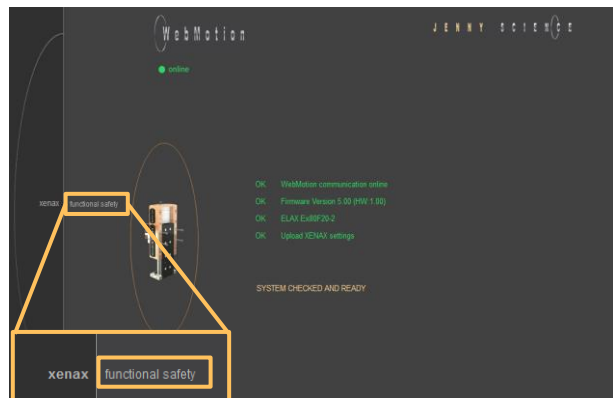 WebMotion
JENNY SCIENCE
online
OK WebMotion communication online
OK Firmware Version 5.00 (HW 1.00)
OK ELAX Ex80F20-2
OK Upload XENAX settings
xenax functional safety
SYSTEM CHECKED AND READY
xenax functional safety